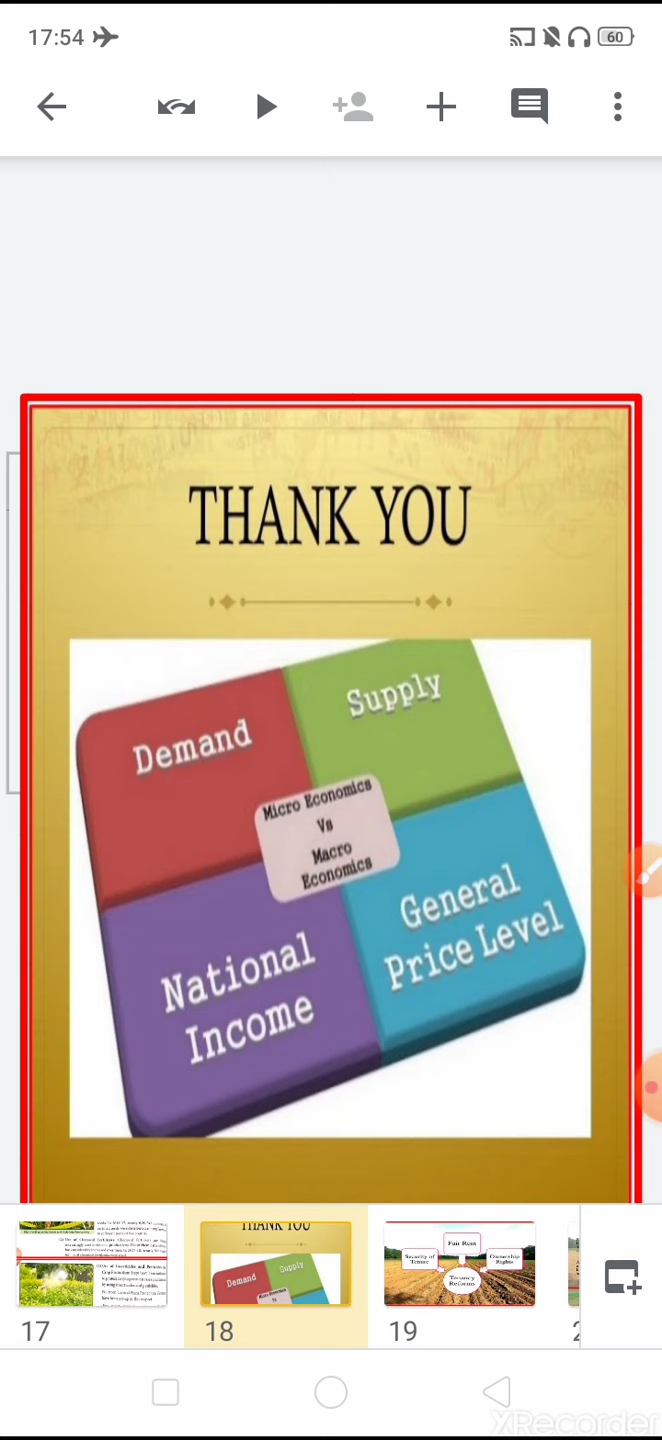 17:54
60
THANK YOU
Demand
Supply
Micro Economics
Vs
Macro
Economics
National
Income
General
Price Level
THANK YOU
Demand
Supply
Fair Rent
Security of
Tenure
Ownership
Rights
Tenancy
Reforms
17
18
19
XRecorder